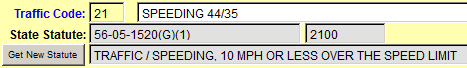 Traffic Code: 21 SPEEDING 44/35
State Statute: 56-05-1520(G)(1) 2100
Get New Statute TRAFFIC / SPEEDING, 10 MPH OR LESS OVER THE SPEED LIMIT